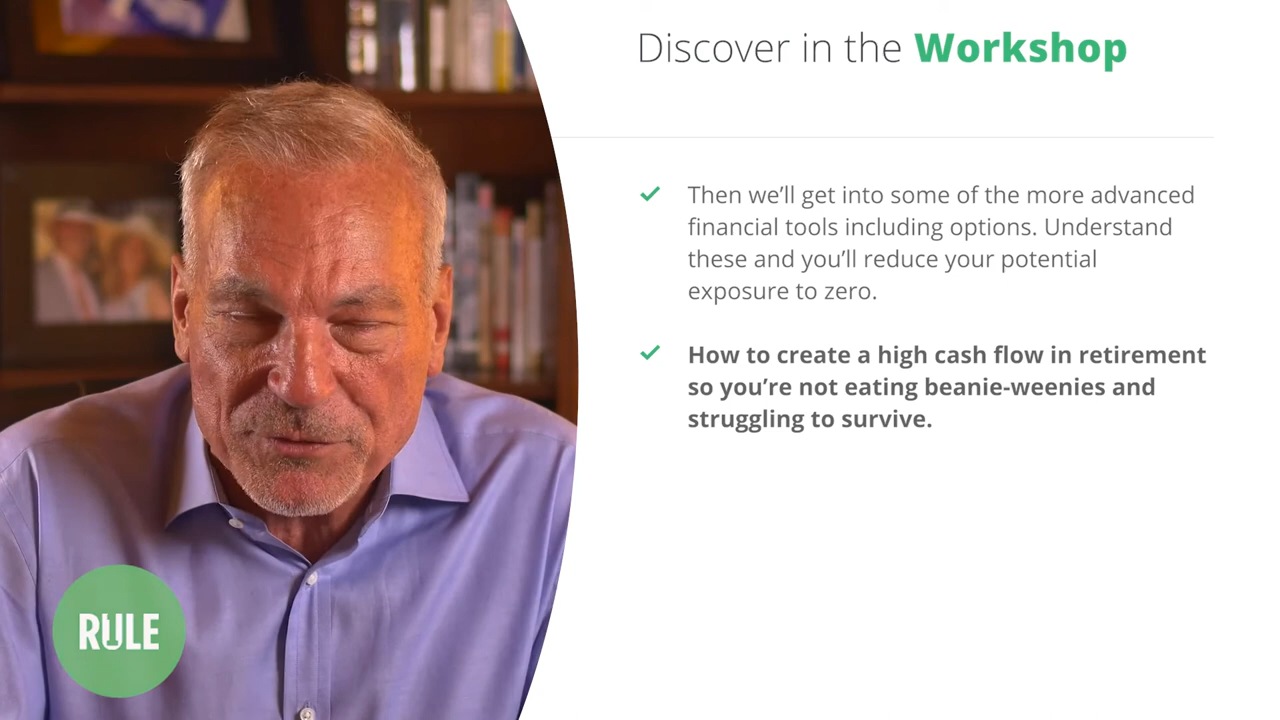 Discover in the Workshop
Then we’ll get into some of the more advanced
financial tools including options. Understand
these and you’ll reduce your potential
exposure to zero.
How to create a high cash flow in retirement
so you’re not eating beanie-weenies and
struggling to survive.
RULE